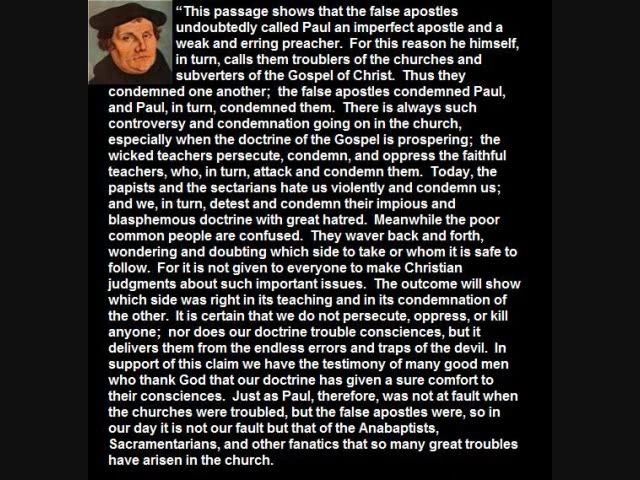 “This passage shows that the false apostles
undoubtedly called Paul an imperfect apostle and a
weak and erring preacher.  For this reason he himself,
in turn, calls them troublers of the churches and
subverters of the Gospel of Christ.  Thus they
condemned one another;  the false apostles condemned Paul,
and Paul, in turn, condemned them.  There is always such
controversy and condemnation going on in the church,
especially when the doctrine of the Gospel is prospering;  the
wicked teachers persecute, condemn, and oppress the faithful
teachers, who, in turn, attack and condemn them.  Today, the
papists and the sectarians hate us violently and condemn us;
and we, in turn, detest and condemn their impious and
blasphemous doctrine with great hatred.  Meanwhile the poor
common people are confused.  They waver back and forth,
wondering and doubting which side to take or whom it is safe to
follow.  For it is not given to everyone to make Christian
judgments about such important issues.  The outcome will show
which side was right in its teaching and in its condemnation of
the other.  It is certain that we do not persecute, oppress, or kill
anyone;  nor does our doctrine trouble consciences, but it
delivers them from the endless errors and traps of the devil.  In
support of this claim we have the testimony of many good men
who thank God that our doctrine has given a sure comfort to
their consciences.  Just as Paul, therefore, was not at fault when
the churches were troubled, but the false apostles were, so in
our day it is not our fault but that of the Anabaptists,
Sacramentarians, and other fanatics that so many great troubles
have arisen in the church.